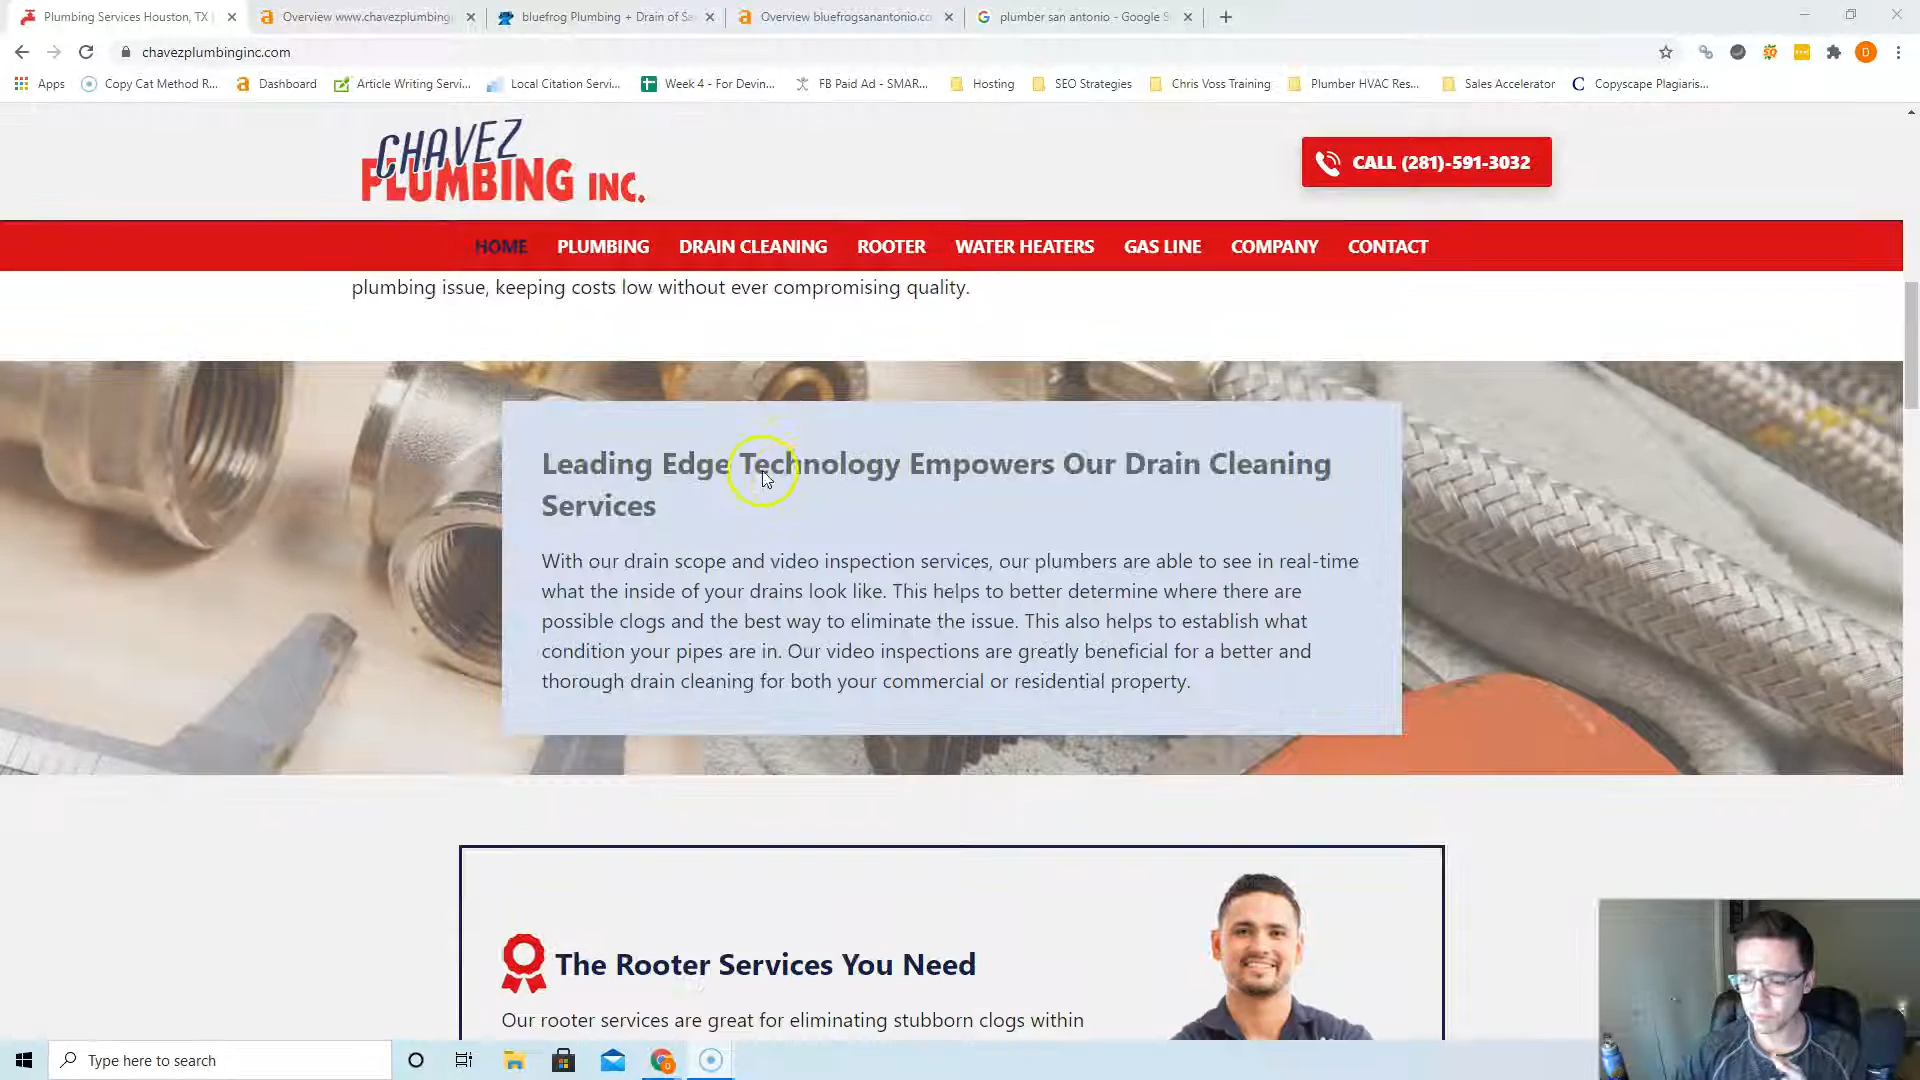 Plumbing Services Houston, TX |
Overview www.chavezplumbing
bluefrog Plumbing + Drain of Sa
Overview bluefrogsanantonio.co
plumber san antonio - Google S
chavezplumbinginc.com
D
Apps
Copy Cat Method R...
Dashboard
Article Writing Servi...
Local Citation Servi...
Week 4 - For Devin...
FB Paid Ad - SMAR...
Hosting
SEO Strategies
Chris Voss Training
Plumber HVAC Res...
Sales Accelerator
Copyscape Plagiaris...
CHAVEZ
PLUMBING INC.
CALL (281)-591-3032
HOME PLUMBING DRAIN CLEANING ROOTER WATER HEATERS GAS LINE COMPANY CONTACT
plumbing issue, keeping costs low without ever compromising quality.
Leading Edge Technology Empowers Our Drain Cleaning
Services
With our drain scope and video inspection services, our plumbers are able to see in real-time
what the inside of your drains look like. This helps to better determine where there are
possible clogs and the best way to eliminate the issue. This also helps to establish what
condition your pipes are in. Our video inspections are greatly beneficial for a better and
thorough drain cleaning for both your commercial or residential property.
The Rooter Services You Need
Our rooter services are great for eliminating stubborn clogs within
Type here to search